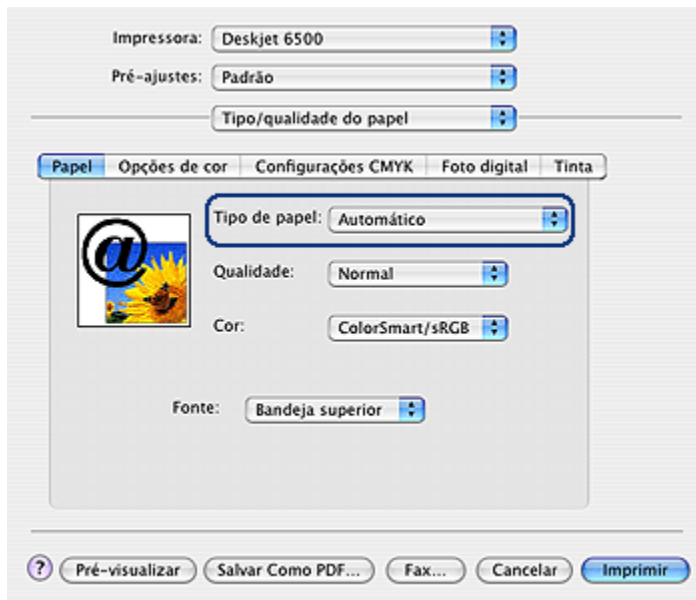 Impressora: Deskjet 6500
Pré-ajustes: Padrão
Tipo/qualidade do papel
Papel Opções de cor Configurações CMYK Foto digital Tinta
Tipo de papel: Automático
@
Qualidade: Normal
Cor: ColorSmart/sRGB
Fonte: Bandeja superior
? Pré-visualizar Salvar Como PDF... Fax... Cancelar Imprimir